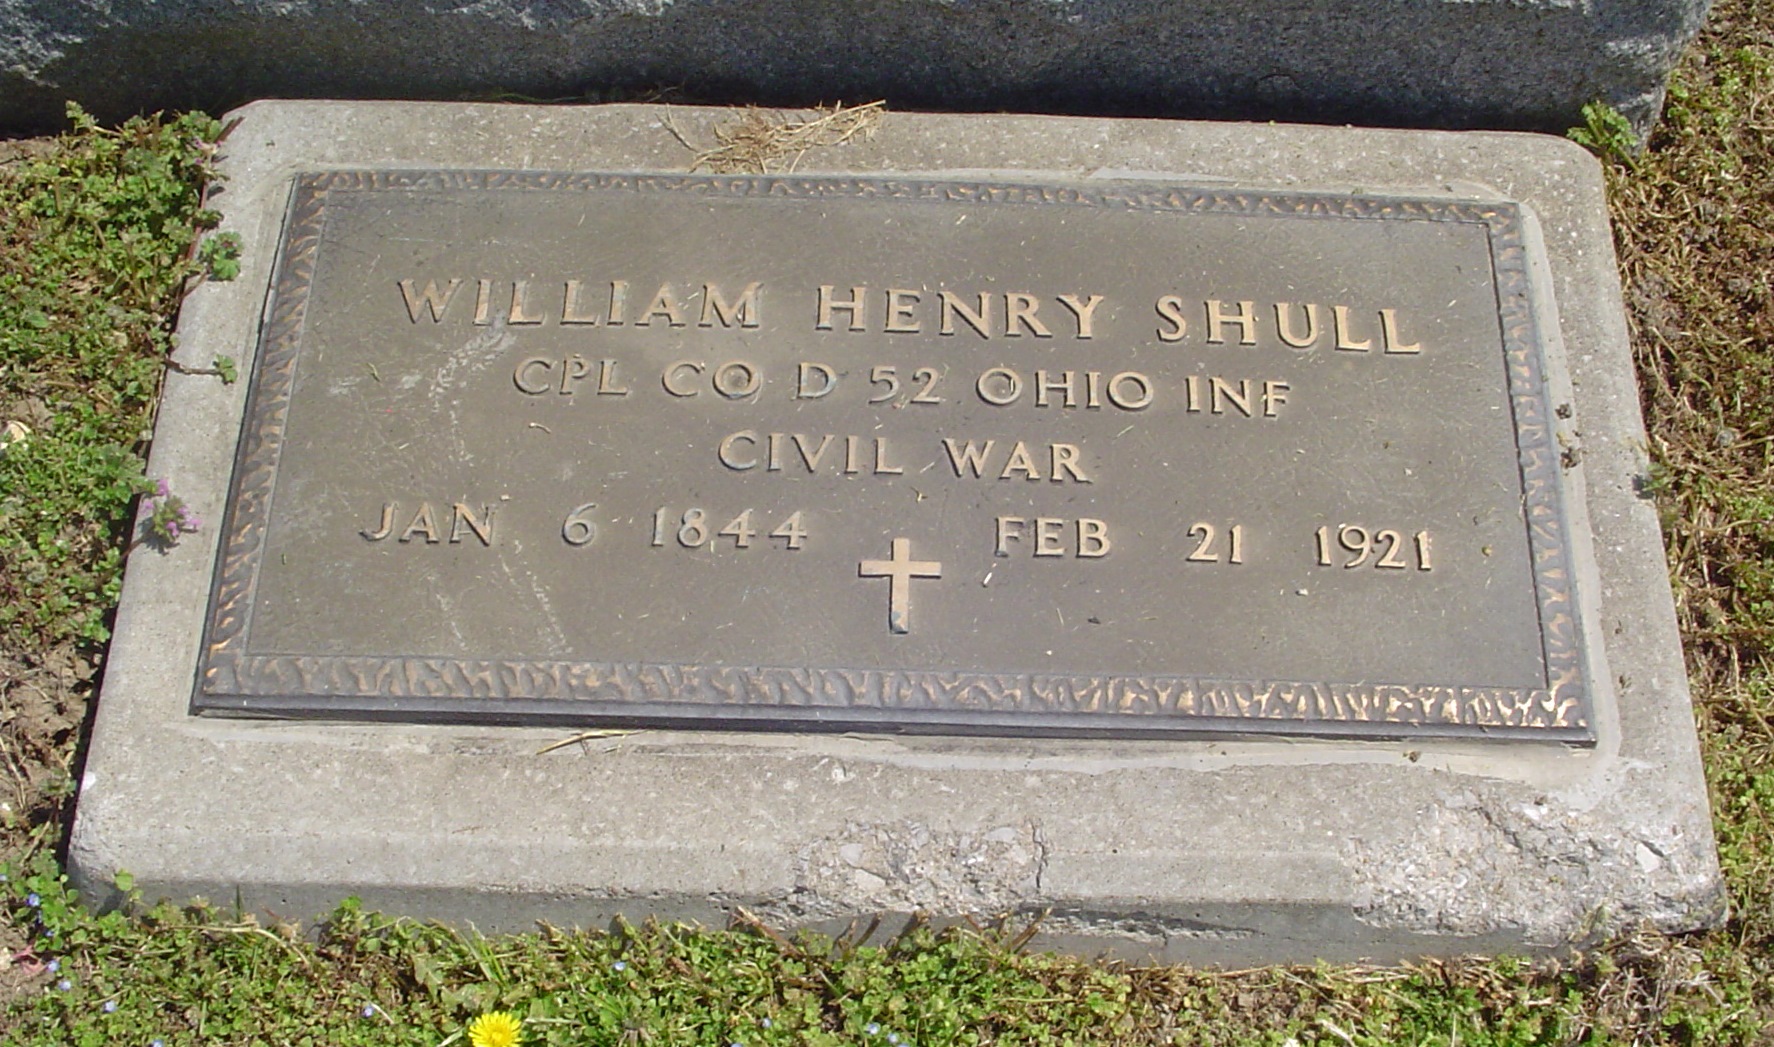 WILLIAM HENRY SHULL
CPL CO D 52 OHIO INF
CIVIL WAR
JAN 6 1844 FEB 21 1921